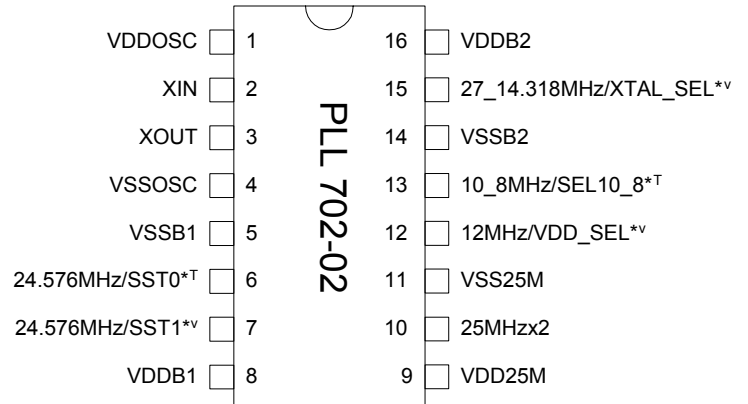 VDDOSC 1 16 VDDB2
XIN 2 15 27_14.318MHz/XTAL_SEL*ᵛ
XOUT 3 14 VSSB2
VSSOSC 4 13 10_8MHz/SEL10_8*ᵀ
VSSB1 5 12 12MHz/VDD_SEL*ᵛ
24.576MHz/SST0*ᵀ 6 11 VSS25M
24.576MHz/SST1*ᵛ 7 10 25MHzx2
VDDB1 8 9 VDD25M
PLL 702-02